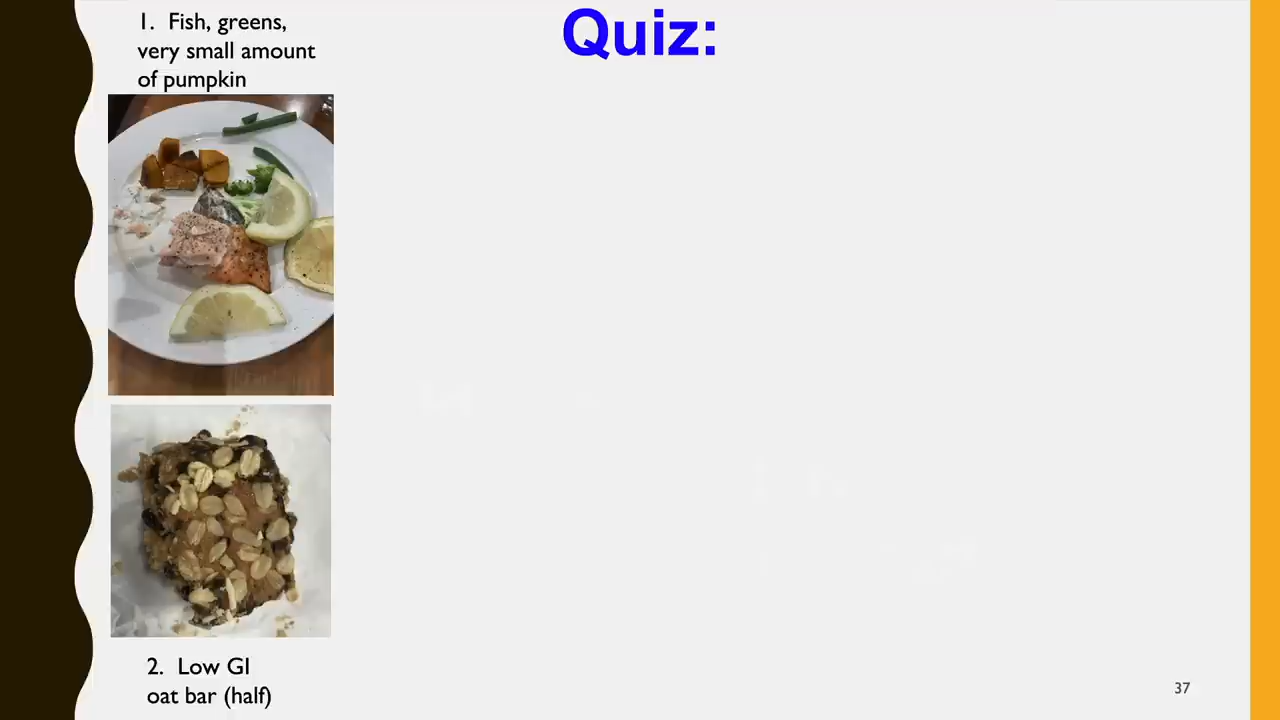 Quiz:
1. Fish, greens,
very small amount
of pumpkin
2. Low GI
oat bar (half)
37